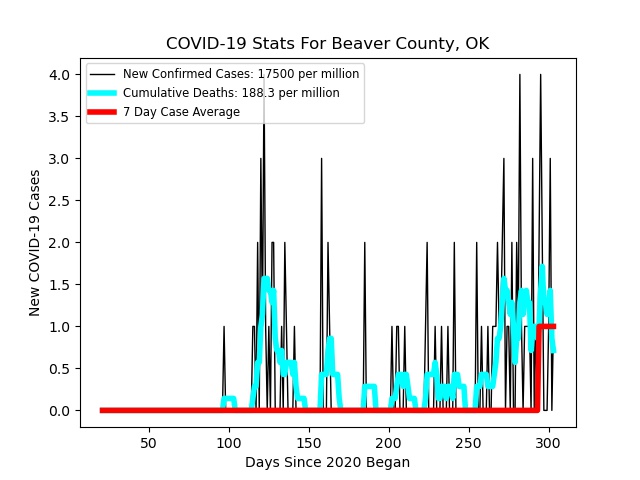 COVID-19 Stats For Beaver County, OK
New Confirmed Cases: 17500 per million
Cumulative Deaths: 188.3 per million
7 Day Case Average
4.0
3.5
3.0
2.5
2.0
1.5
1.0
0.5
0.0
New COVID-19 Cases
50 100 150 200 250 300
Days Since 2020 Began